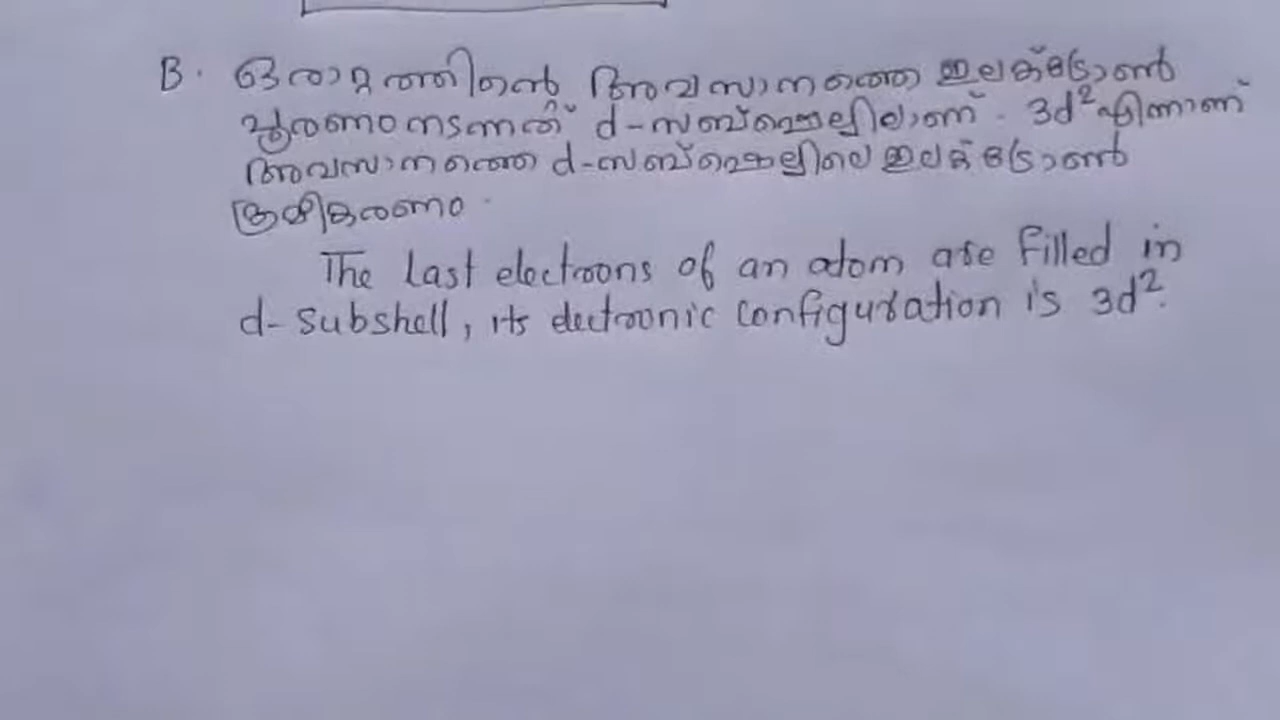 B. ഒരാറ്റത്തിന്റെ അവസാനത്തെ ഇലക്ട്രോൺ
പൂരണം നടന്നത് d-സബ്ഷെല്ലിലാണ്. 3d² എന്നാണ്
അവസാനത്തെ d-സബ്ഷെല്ലിലെ ഇലക്ട്രോൺ
ക്രമീകരണം.
The last electrons of an atom are filled in
d-subshell, its electronic configuration is 3d².